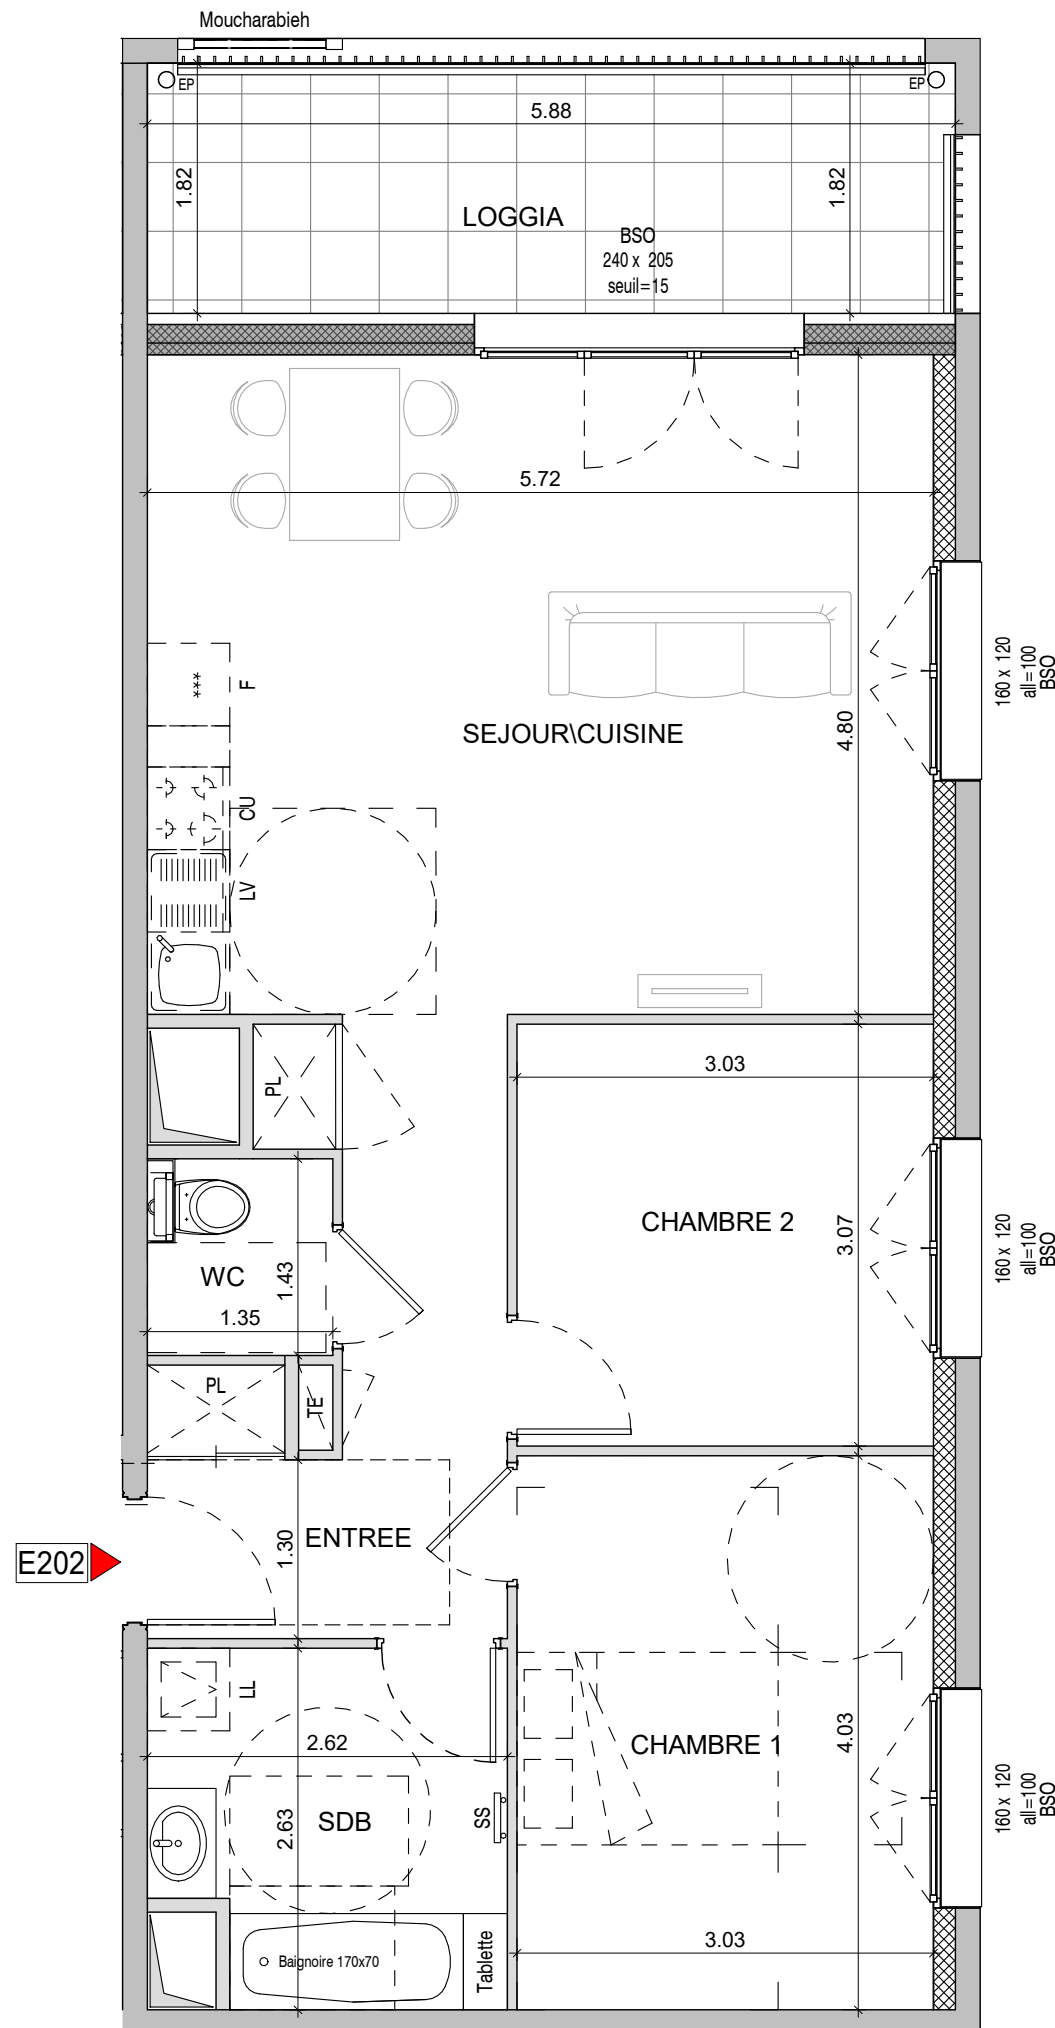 Moucharabieh
EP
EP
5.88
1.82
1.82
LOGGIA
BSO
240 x 205
seuil=15
5.72
160 x 120
all=100
BSO
***
F
SEJOUR\CUISINE
4.80
CU
LV
3.03
PL
CHAMBRE 2
3.07
160 x 120
all=100
BSO
WC
1.43
1.35
PL
TE
ENTREE
1.30
E202
LL
2.62
CHAMBRE 1
4.03
160 x 120
all=100
BSO
SDB
2.63
SS
3.03
Baignoire 170x70
Tablette